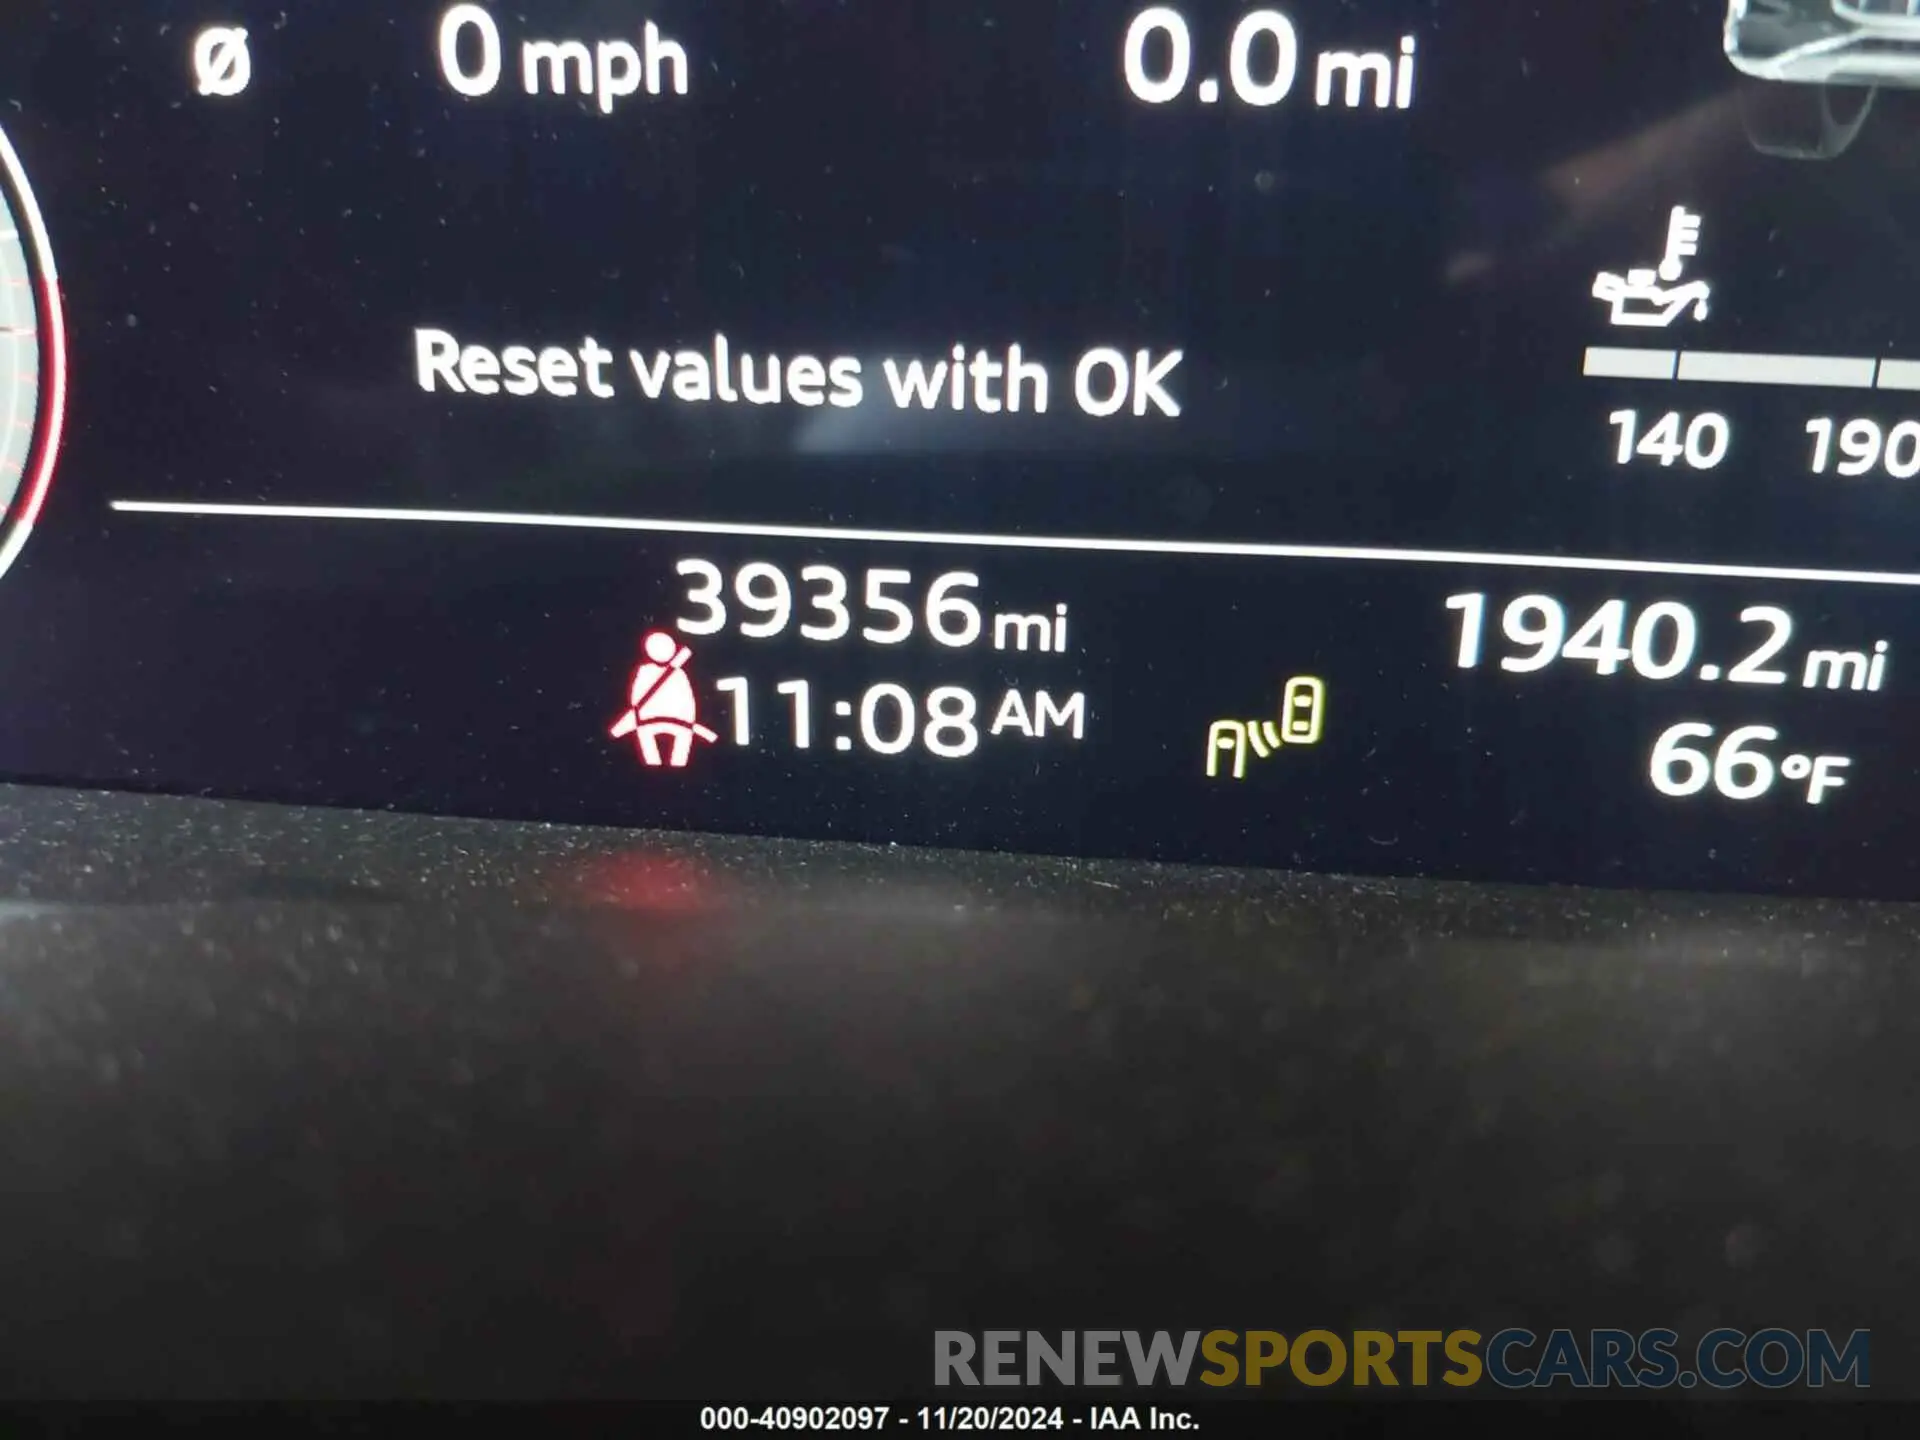 Ø 0 mph 0.0 mi
Reset values with OK
140 190
39356 mi 1940.2 mi
11:08 AM 66°F
RENEWSPORTSCARS.COM
000-40902097 - 11/20/2024 - IAA Inc.